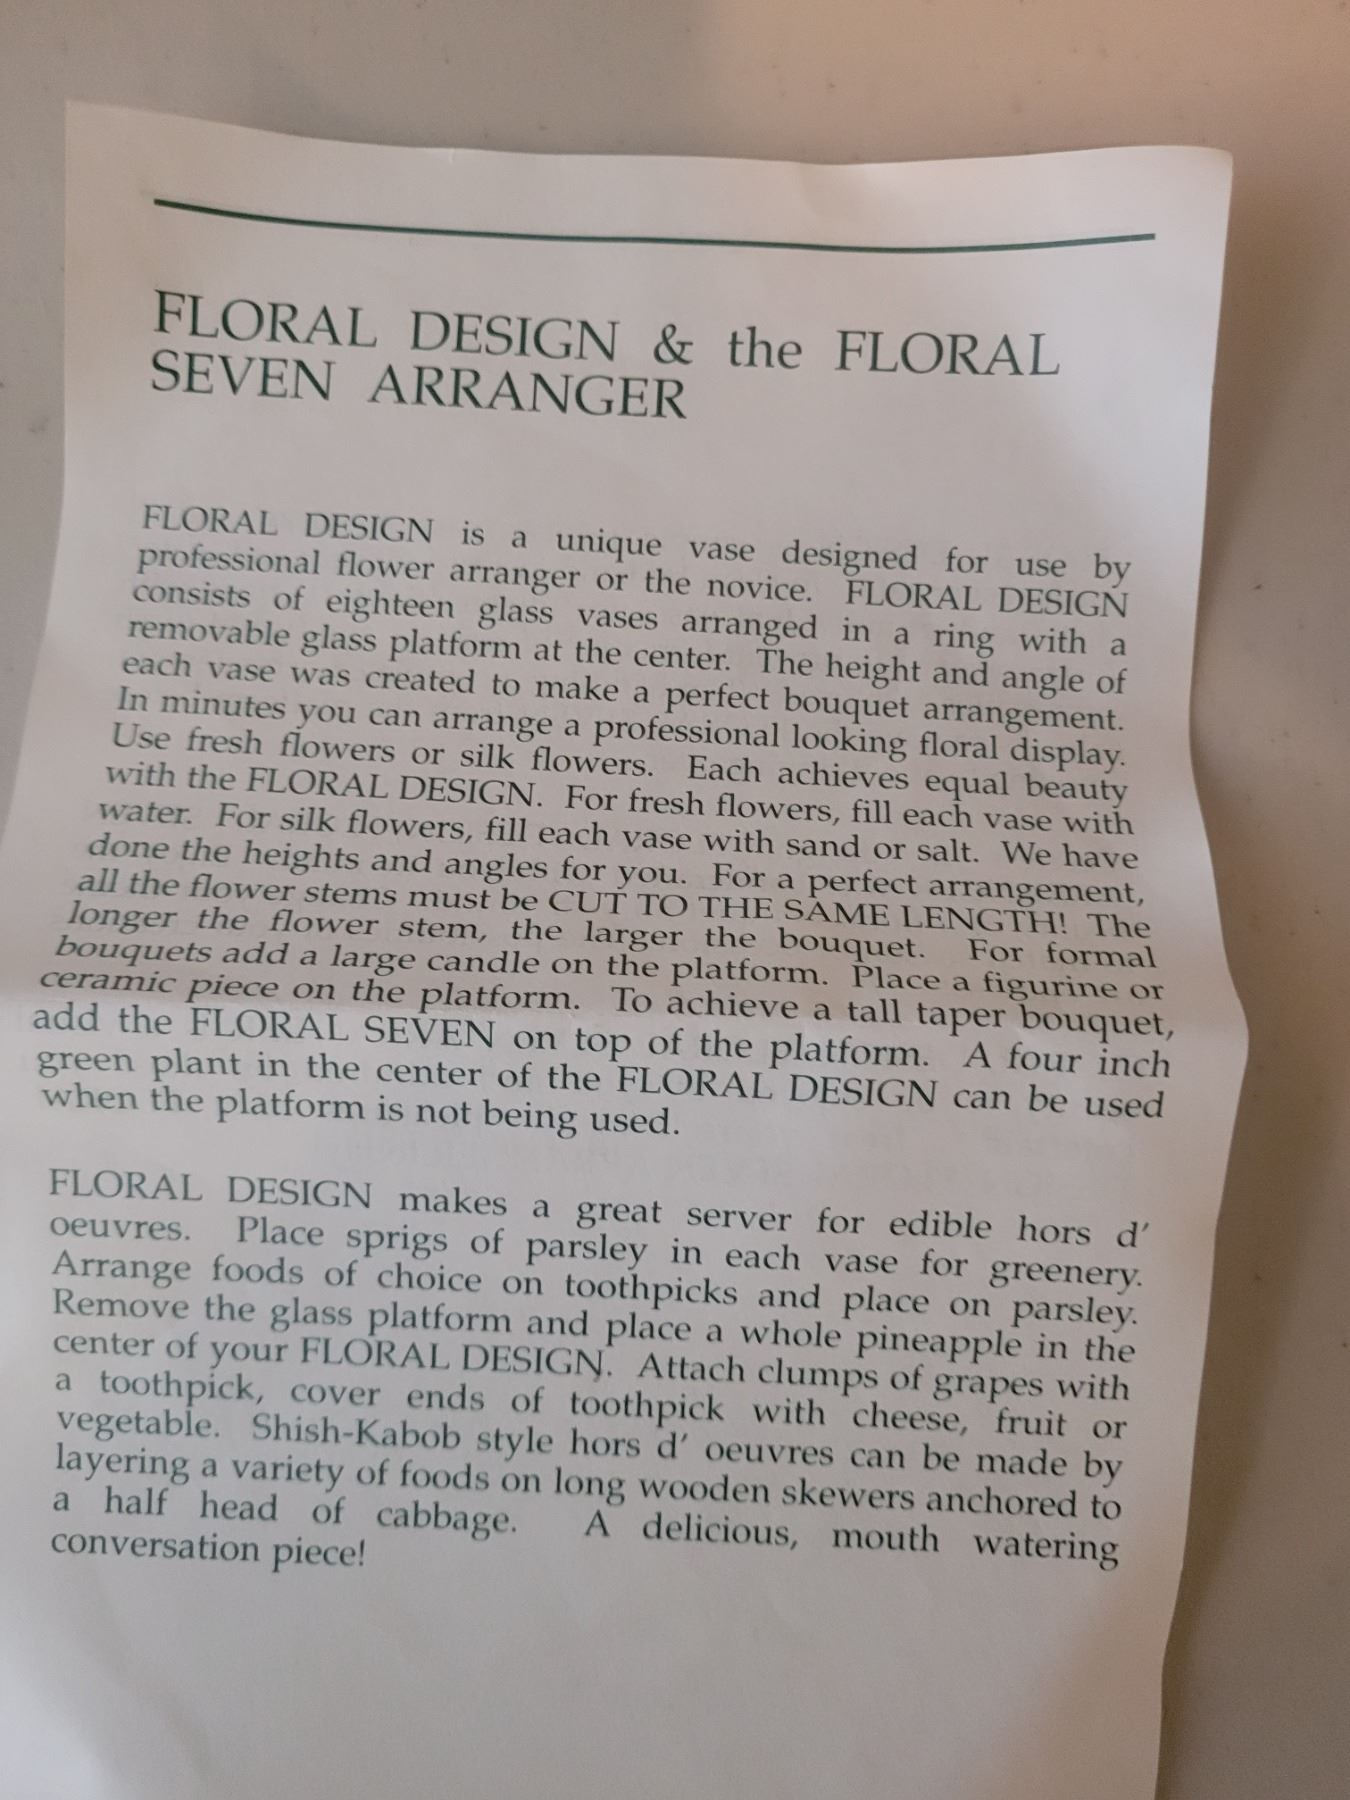 FLORAL DESIGN & the FLORAL
SEVEN ARRANGER
FLORAL DESIGN is a unique vase designed for use by
professional flower arranger or the novice. FLORAL DESIGN
consists of eighteen glass vases arranged in a ring with a
removable glass platform at the center. The height and angle of
each vase was created to make a perfect bouquet arrangement.
In minutes you can arrange a professional looking floral display.
Use fresh flowers or silk flowers. Each achieves equal beauty
with the FLORAL DESIGN. For fresh flowers, fill each vase with
water. For silk flowers, fill each vase with sand or salt. We have
done the heights and angles for you. For a perfect arrangement,
all the flower stems must be CUT TO THE SAME LENGTH! The
longer the flower stem, the larger the bouquet. For formal
bouquets add a large candle on the platform. Place a figurine or
ceramic piece on the platform. To achieve a tall taper bouquet,
add the FLORAL SEVEN on top of the platform. A four inch
green plant in the center of the FLORAL DESIGN can be used
when the platform is not being used.
FLORAL DESIGN makes a great server for edible hors d'
oeuvres. Place sprigs of parsley in each vase for greenery.
Arrange foods of choice on toothpicks and place on parsley.
Remove the glass platform and place a whole pineapple in the
center of your FLORAL DESIGN. Attach clumps of grapes with
a toothpick, cover ends of toothpick with cheese, fruit or
vegetable. Shish-Kabob style hors d' oeuvres can be made by
layering a variety of foods on long wooden skewers anchored to
a half head of cabbage. A delicious, mouth watering
conversation piece!